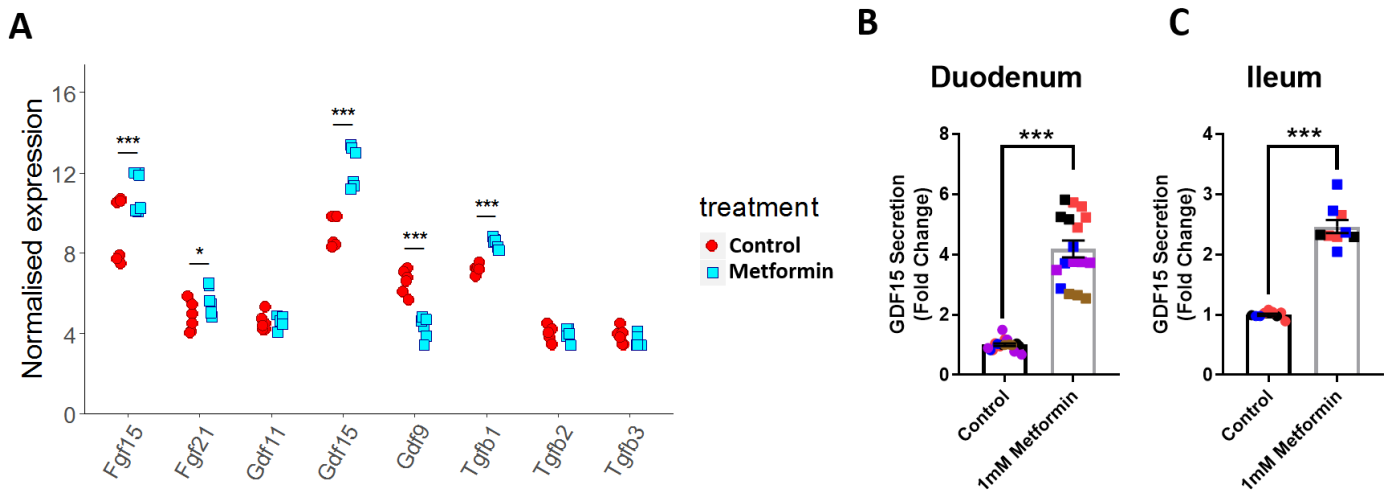 A
Normalised expression
16
12
8
4
0
***
*
***
***
***
Fgf15
Fgf21
Gdf11
Gdf15
Gdf9
Tgfb1
Tgfb2
Tgfb3
treatment
Control
Metformin
B
Duodenum
GDF15 Secretion
(Fold Change)
8
6
4
2
0
***
Control
1mM Metformin
C
Ileum
GDF15 Secretion
(Fold Change)
4
3
2
1
0
***
Control
1mM Metformin